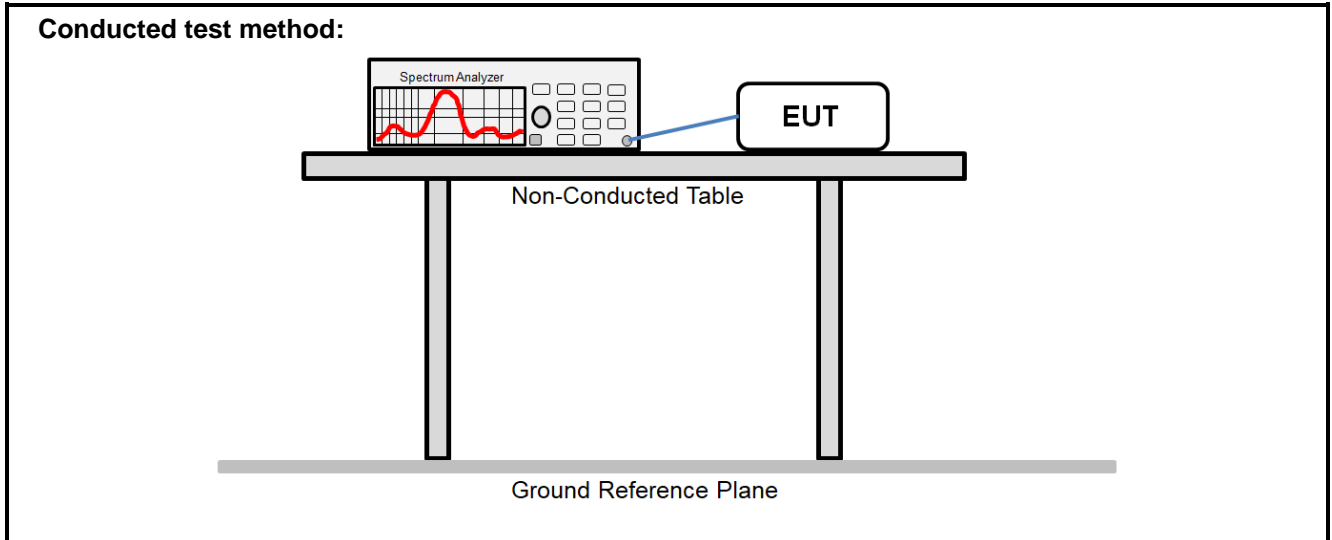 Conducted test method:
Spectrum Analyzer
EUT
Non-Conducted Table
Ground Reference Plane